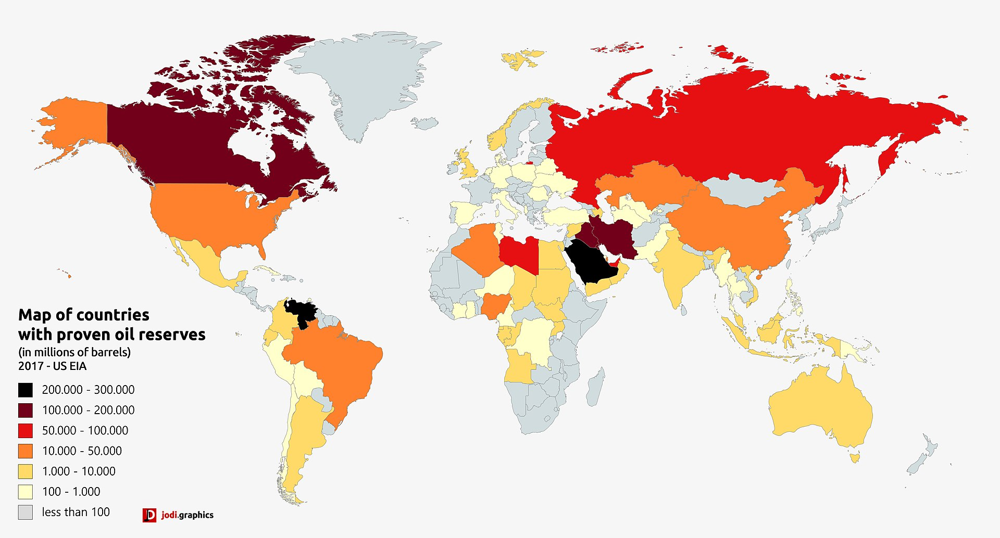 Map of countries
with proven oil reserves
(in millions of barrels)
2017 - US EIA
200.000 - 300.000
100.000 - 200.000
50.000 - 100.000
10.000 - 50.000
1.000 - 10.000
100 - 1.000
less than 100
jodi.graphics